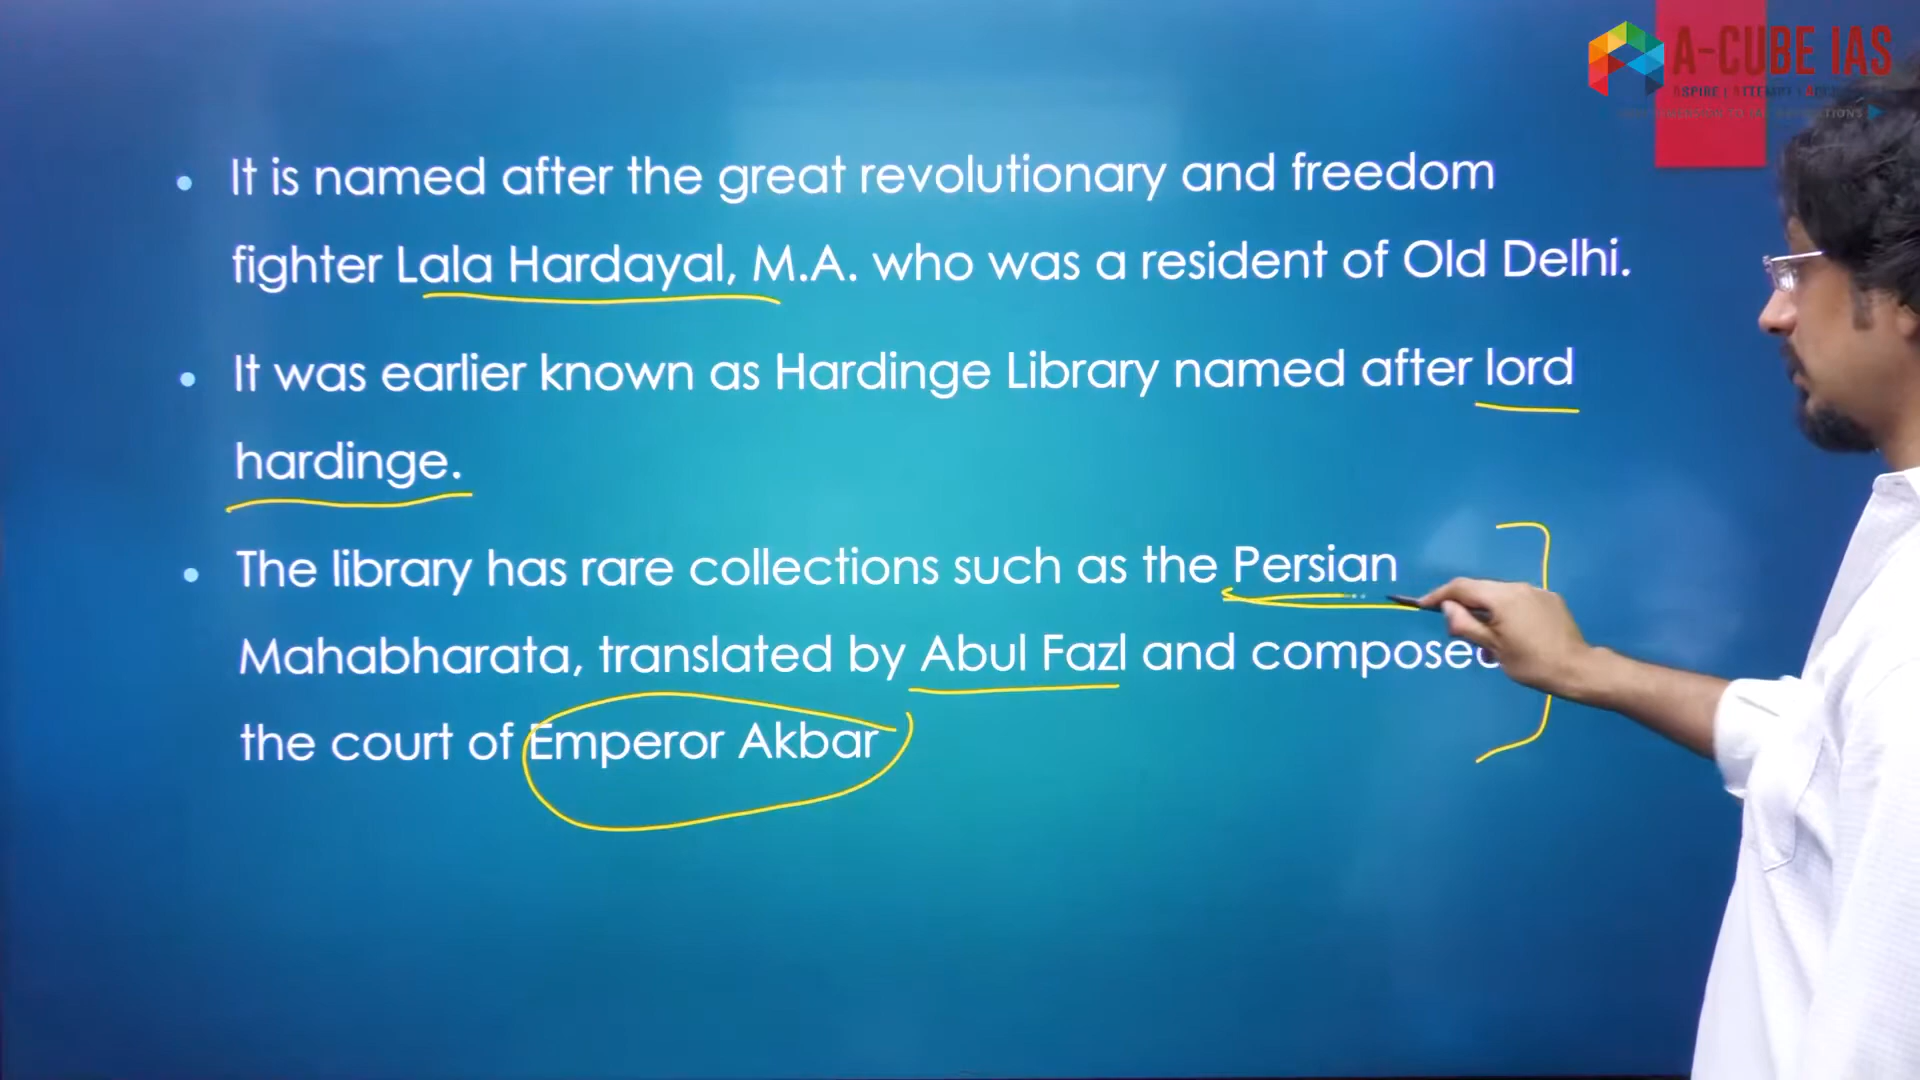 A-CUBE IAS
It is named after the great revolutionary and freedom
fighter Lala Hardayal, M.A. who was a resident of Old Delhi.
It was earlier known as Hardinge Library named after lord
hardinge.
The library has rare collections such as the Persian
Mahabharata, translated by Abul Fazl and composed
the court of Emperor Akbar